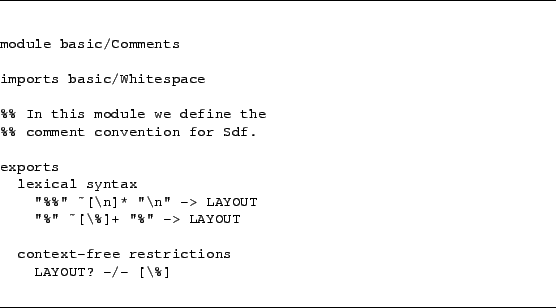 module basic/Comments
imports basic/Whitespace
%% In this module we define the
%% comment convention for Sdf.
exports
lexical syntax
"%%" ~[\n]* "\n" -> LAYOUT
"%" ~[\%]+ "%" -> LAYOUT
context-free restrictions
LAYOUT? -/- [\%]